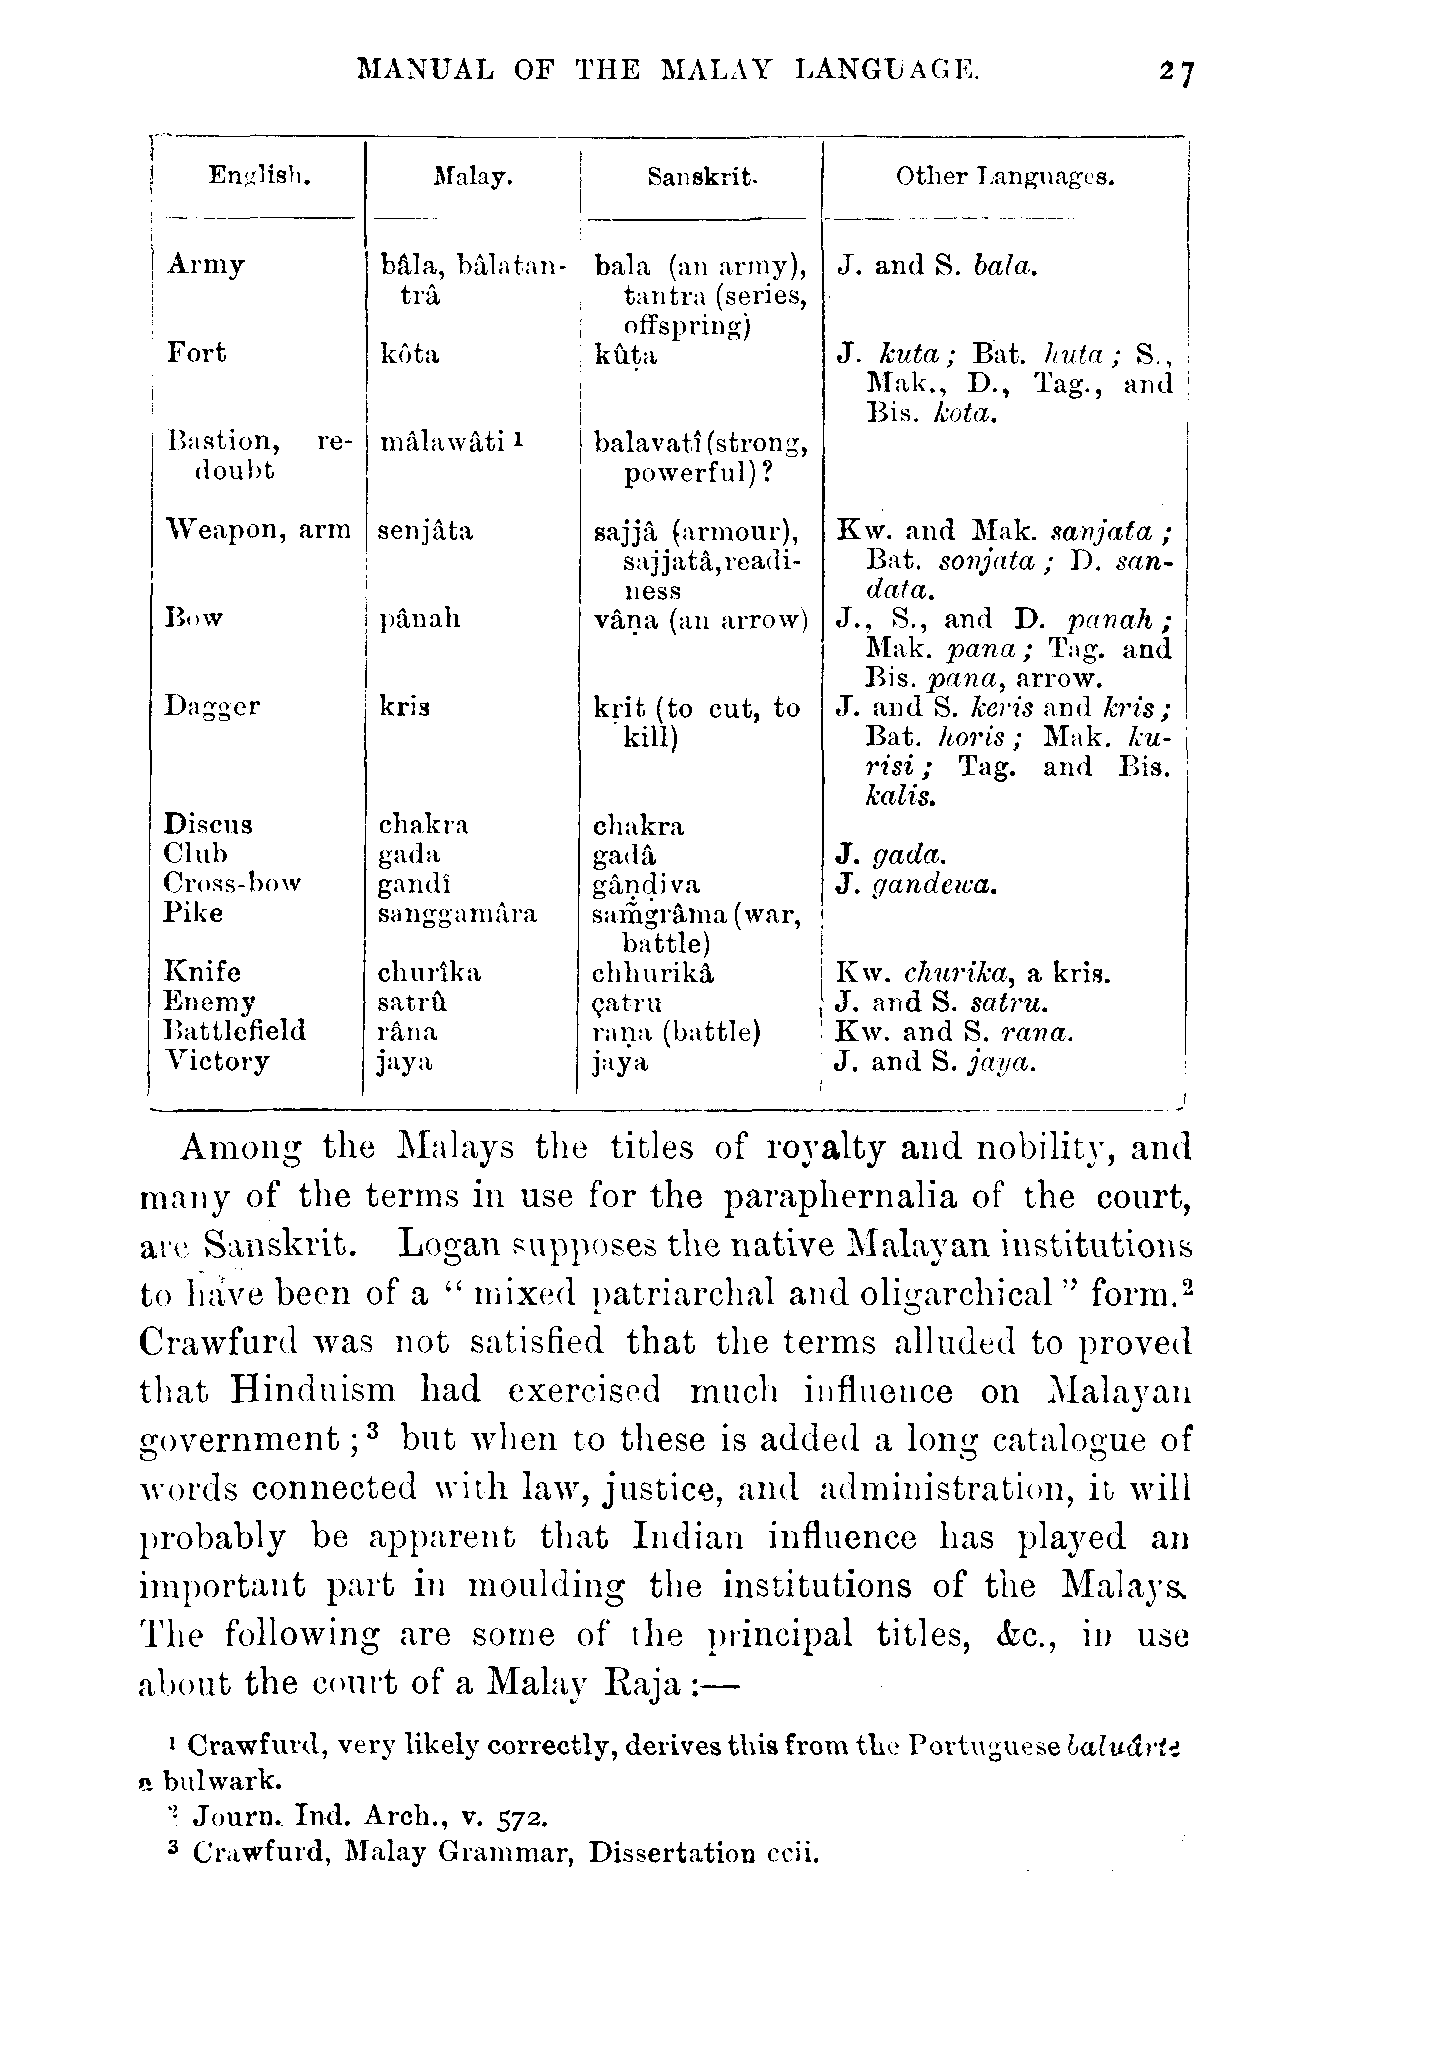 MANUAL OF THE MALAY LANGUAGE. 27
English. Malay. Sanskrit. Other Languages.
Army bâla, bâlatan- bala (an army), J. and S. bala.
trâ tantra (series,
offspring)
Fort kôta kûṭa J. kuta; Bat. huta; S.,
Mak., D., Tag., and
Bis. kota.
Bastion, re- mâlawâti 1 balavatî (strong,
doubt powerful)?
Weapon, arm senjâta sajjâ (armour), Kw. and Mak. sanjata;
sajjatâ, readi- Bat. sonjata; D. san-
ness data.
Bow pânah vâṇa (an arrow) J., S., and D. panah;
Mak. pana; Tag. and
Bis. pana, arrow.
Dagger kris kṛit (to cut, to J. and S. keris and kris;
kill) Bat. horis; Mak. ku-
risi; Tag. and Bis.
kalis.
Discus chakra chakra
Club gada gadâ J. gada.
Cross-bow gandî gâṇḍiva J. gandewa.
Pike sanggamâra sam̃grâma (war,
battle)
Knife churîka chhurikâ Kw. churika, a kris.
Enemy satrû çatru J. and S. satru.
Battlefield râna raṇa (battle) Kw. and S. rana.
Victory jaya jaya J. and S. jaya.
Among the Malays the titles of royalty and nobility, and
many of the terms in use for the paraphernalia of the court,
are Sanskrit. Logan supposes the native Malayan institutions
to have been of a “ mixed patriarchal and oligarchical ” form.2
Crawfurd was not satisfied that the terms alluded to proved
that Hinduism had exercised much influence on Malayan
government;3 but when to these is added a long catalogue of
words connected with law, justice, and administration, it will
probably be apparent that Indian influence has played an
important part in moulding the institutions of the Malays.
The following are some of the principal titles, &c., in use
about the court of a Malay Raja:—
1 Crawfurd, very likely correctly, derives this from the Portuguese baluârte
a bulwark.
2 Journ. Ind. Arch., v. 572.
3 Crawfurd, Malay Grammar, Dissertation ccii.